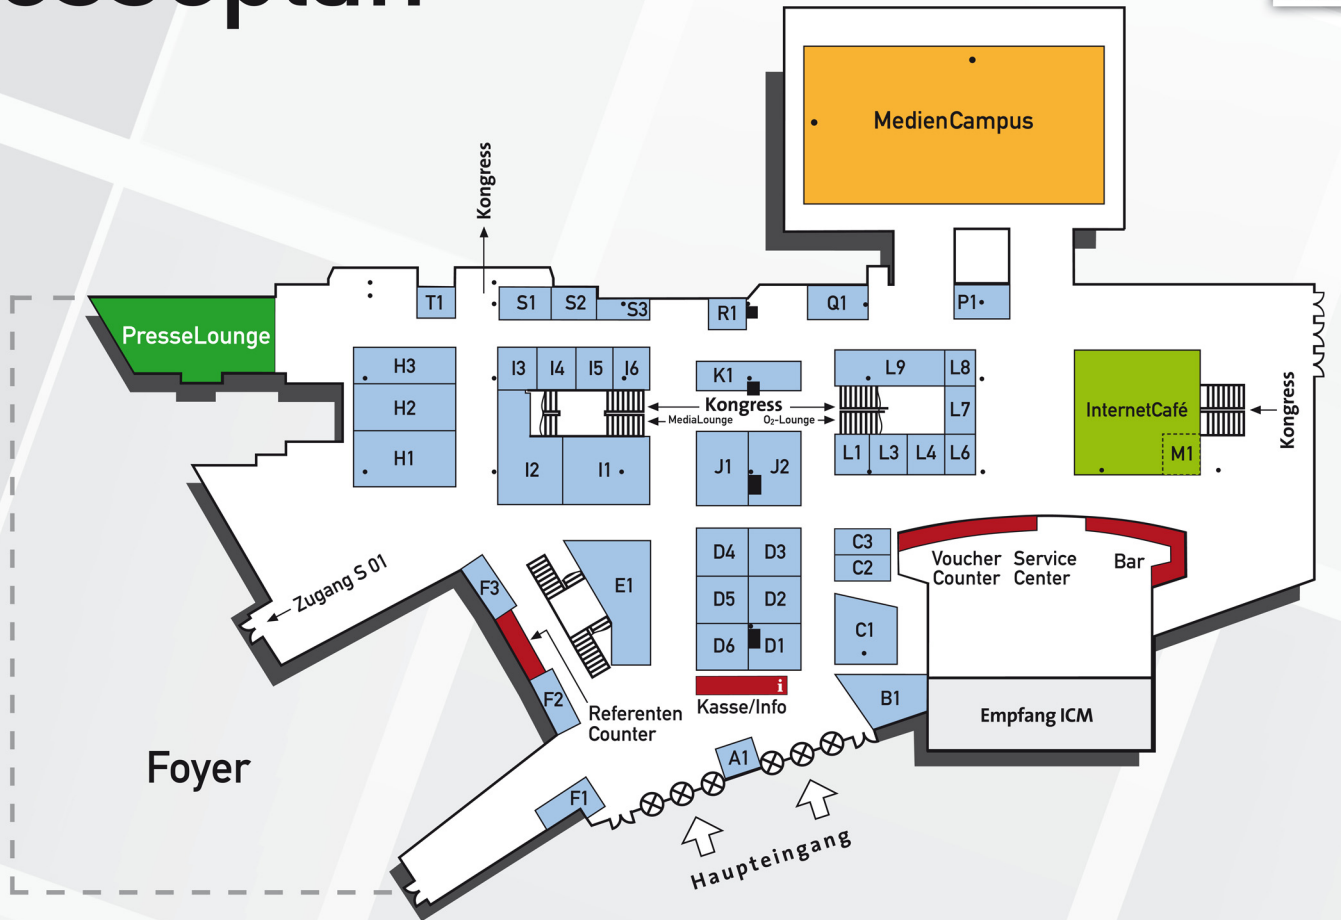 MedienCampus
Kongress
T1
S1
S2
S3
R1
Q1
P1
PresseLounge
H3
H2
H1
I3
I4
I5
I6
I2
I1
K1
Kongress
MediaLounge
O₂-Lounge
L9
L8
L7
L1
L3
L4
L6
InternetCafé
M1
Kongress
J1
J2
D4
D3
D5
D2
D6
D1
C3
C2
C1
B1
Voucher
Counter
Service
Center
Bar
Empfang ICM
Zugang S 01
F3
E1
F2
Referenten
Counter
i
Kasse/Info
A1
F1
Foyer
Haupteingang